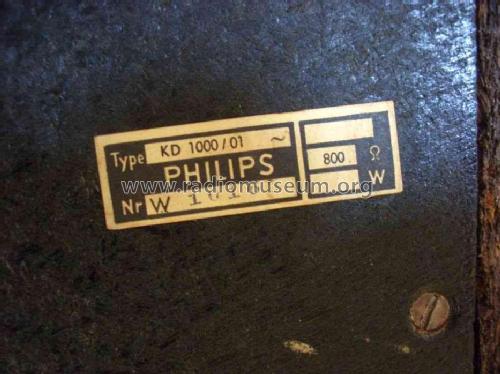 Type KD 1000/01 ~
PHILIPS
800 Ω
www.radiomuseum.org
Nr W
W